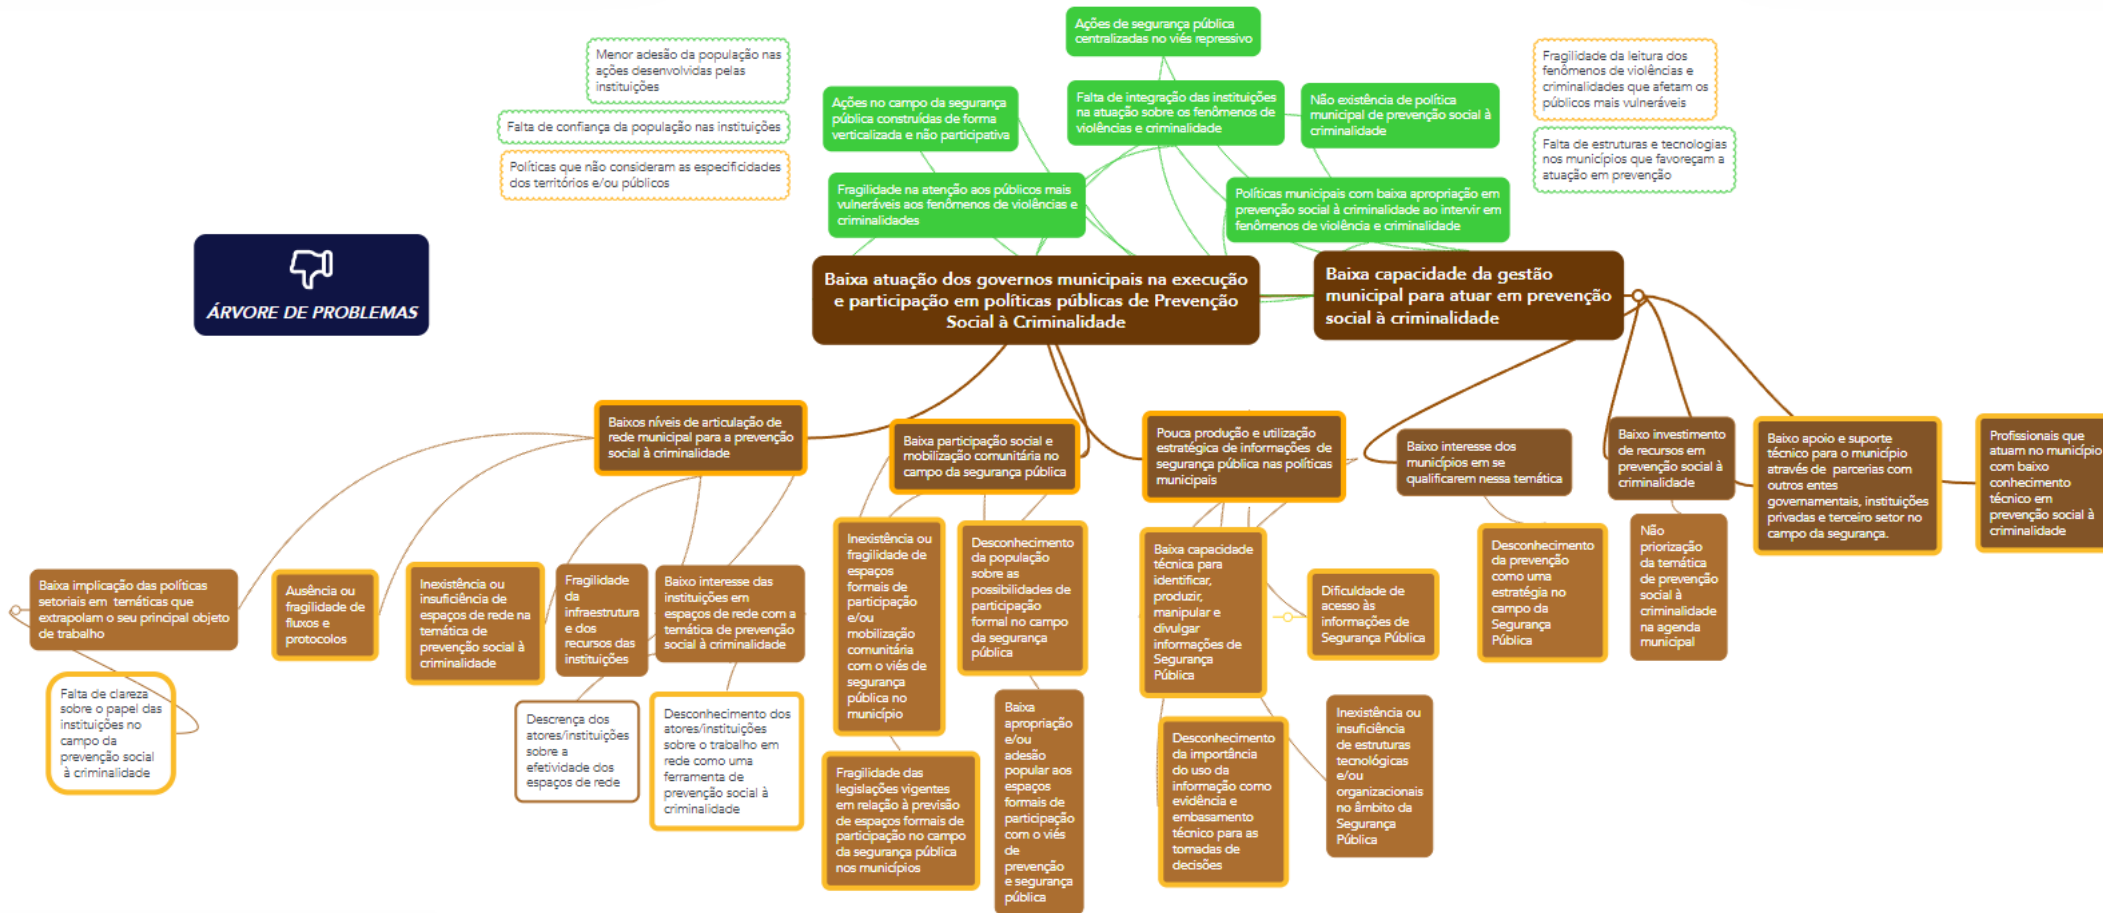 Ações de segurança pública
centralizadas no viés repressivo
Menor adesão da população nas
ações desenvolvidas pelas
instituições
Fragilidade da leitura dos
fenômenos de violências e
criminalidades que afetam os
públicos mais vulneráveis
Ações no campo da segurança
pública construídas de forma
verticalizada e não participativa
Falta de integração das instituições
na atuação sobre os fenômenos de
violências e criminalidade
Não existência de política
municipal de prevenção social à
criminalidade
Falta de confiança da população nas instituições
Falta de estruturas e tecnologias
nos municípios que favoreçam a
atuação em prevenção
Políticas que não consideram as especificidades
dos territórios e/ou públicos
Fragilidade na atenção aos públicos mais
vulneráveis aos fenômenos de violências e
criminalidades
Políticas municipais com baixa apropriação em
prevenção social à criminalidade ao intervir em
fenômenos de violência e criminalidade
ÁRVORE DE PROBLEMAS
Baixa atuação dos governos municipais na execução
e participação em políticas públicas de Prevenção
Social à Criminalidade
Baixa capacidade da gestão
municipal para atuar em prevenção
social à criminalidade
Baixos níveis de articulação de
rede municipal para a prevenção
social à criminalidade
Baixa participação social e
mobilização comunitária no
campo da segurança pública
Pouca produção e utilização
estratégica de informações de
segurança pública nas políticas
municipais
Baixo interesse dos
municípios em se
qualificarem nessa temática
Baixo investimento
de recursos em
prevenção social à
criminalidade
Baixo apoio e suporte
técnico para o município
através de parcerias com
outros entes
governamentais, instituições
privadas e terceiro setor no
campo da segurança.
Profissionais que
atuam no município
com baixo
conhecimento
técnico em
prevenção social à
criminalidade
Baixa implicação das políticas
setoriais em temáticas que
extrapolam o seu principal objeto
de trabalho
Ausência ou
fragilidade de
fluxos e
protocolos
Inexistência ou
insuficiência de
espaços de rede na
temática de
prevenção social à
criminalidade
Fragilidade
da
infraestrutura
e dos
recursos das
instituições
Baixo interesse das
instituições em
espaços de rede com a
temática de prevenção
social à criminalidade
Inexistência ou
fragilidade de
espaços
formais de
participação
e/ou
mobilização
comunitária
com o viés de
segurança
pública no
município
Desconhecimento
da população
sobre as
possibilidades de
participação
formal no campo
da segurança
pública
Baixa capacidade
técnica para
identificar,
produzir,
manipular e
divulgar
informações de
Segurança
Pública
Dificuldade de
acesso às
informações de
Segurança Pública
Desconhecimento
da prevenção
como uma
estratégia no
campo da
Segurança
Pública
Não
priorização
da temática
de prevenção
social à
criminalidade
na agenda
municipal
Falta de clareza
sobre o papel das
instituições no
campo da
prevenção social
à criminalidade
Descrença dos
atores/instituições
sobre a
efetividade dos
espaços de rede
Desconhecimento dos
atores/instituições
sobre o trabalho em
rede como uma
ferramenta de
prevenção social à
criminalidade
Fragilidade das
legislações vigentes
em relação à previsão
de espaços formais de
participação no campo
da segurança pública
nos municípios
Baixa
apropriação
e/ou
adesão
popular aos
espaços
formais de
participação
com o viés
de
prevenção
e segurança
pública
Desconhecimento
da importância
do uso da
informação como
evidência e
embasamento
técnico para as
tomadas de
decisões
Inexistência ou
insuficiência
de estruturas
tecnológicas
e/ou
organizacionais
no âmbito da
Segurança
Pública